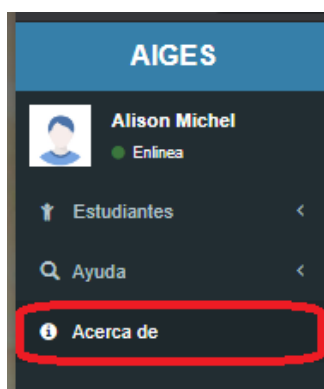 AIGES
Alison Michel
Enlinea
Estudiantes
Ayuda
Acerca de